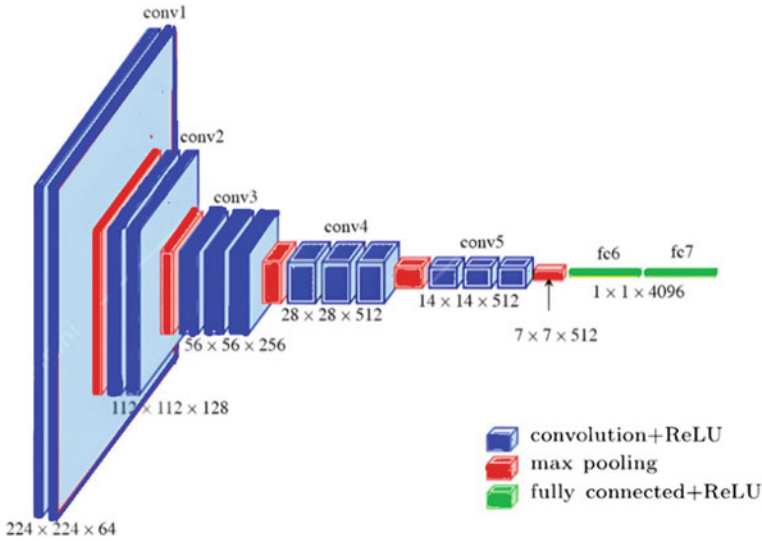 conv1
conv2
conv3
conv4
conv5
fc6
fc7
1 × 1 × 4096
14 × 14 × 512
28 × 28 × 512
7 × 7 × 512
56 × 56 × 256
112 × 112 × 128
224 × 224 × 64
convolution+ReLU
max pooling
fully connected+ReLU